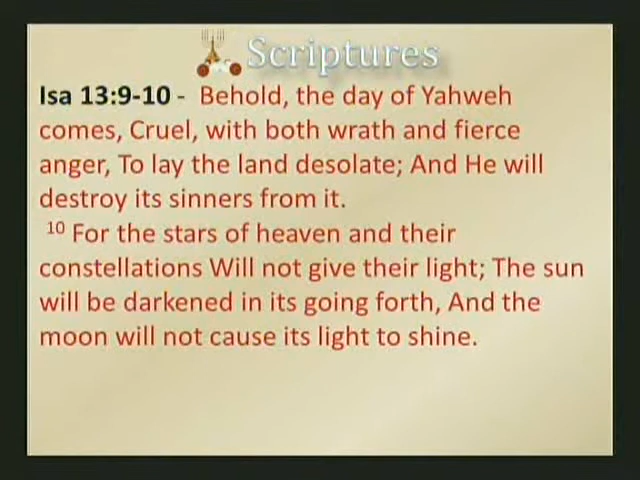 Scriptures
Isa 13:9-10 - Behold, the day of Yahweh
comes, Cruel, with both wrath and fierce
anger, To lay the land desolate; And He will
destroy its sinners from it.
10 For the stars of heaven and their
constellations Will not give their light; The sun
will be darkened in its going forth, And the
moon will not cause its light to shine.